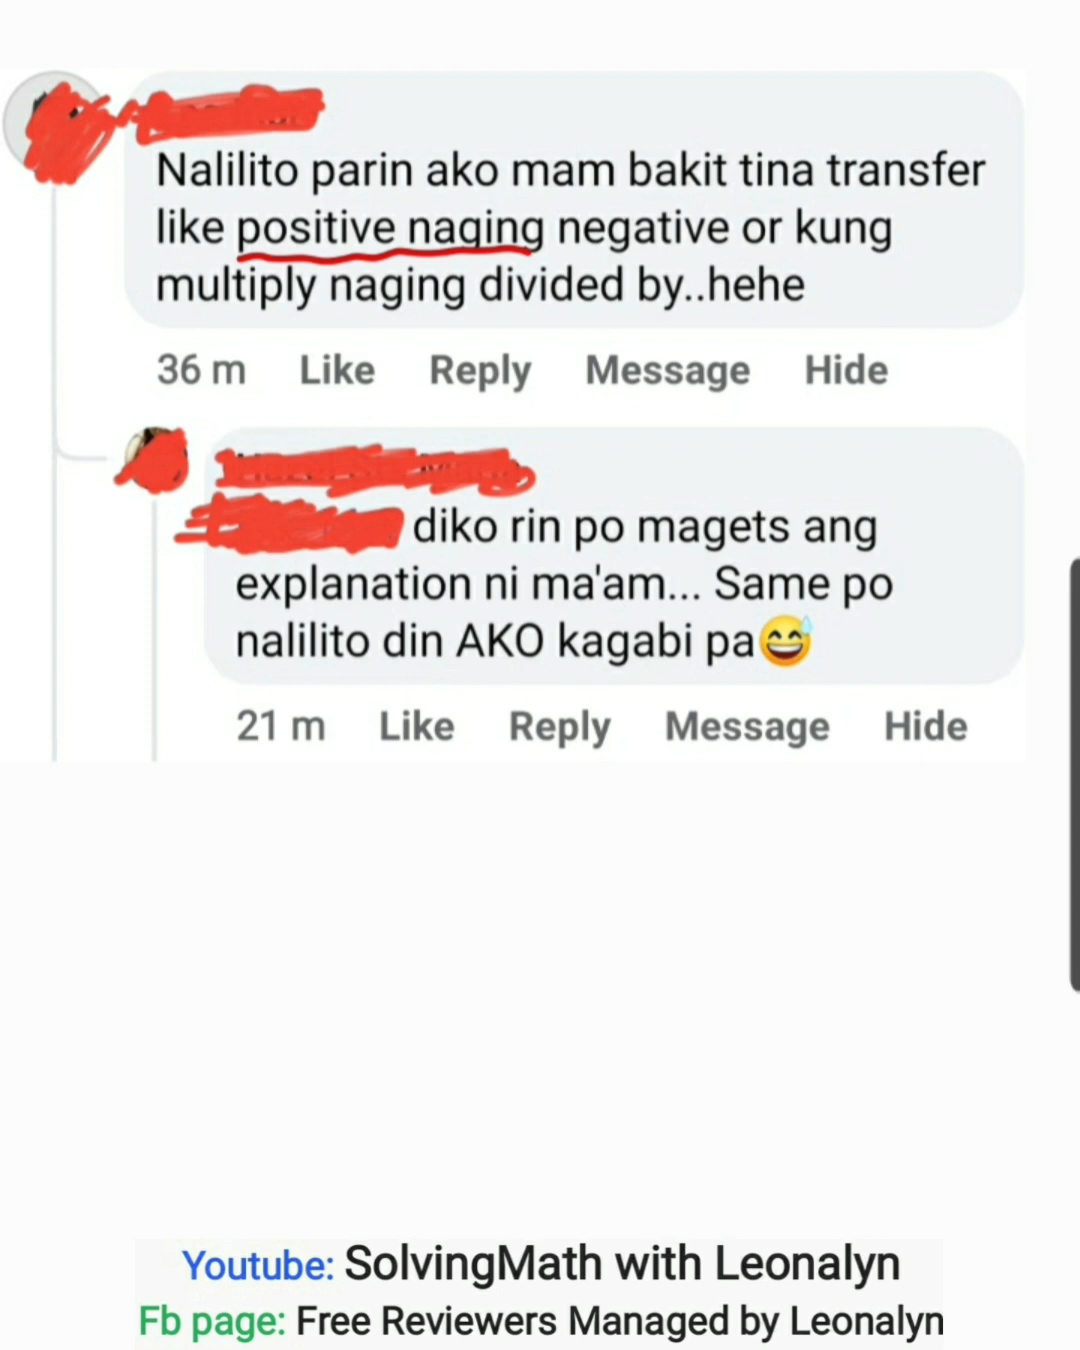 Nalilito parin ako mam bakit tina transfer
like positive naging negative or kung
multiply naging divided by..hehe
36 m Like Reply Message Hide
diko rin po magets ang
explanation ni ma'am... Same po
nalilito din AKO kagabi pa😅
21 m Like Reply Message Hide
Youtube: SolvingMath with Leonalyn
Fb page: Free Reviewers Managed by Leonalyn